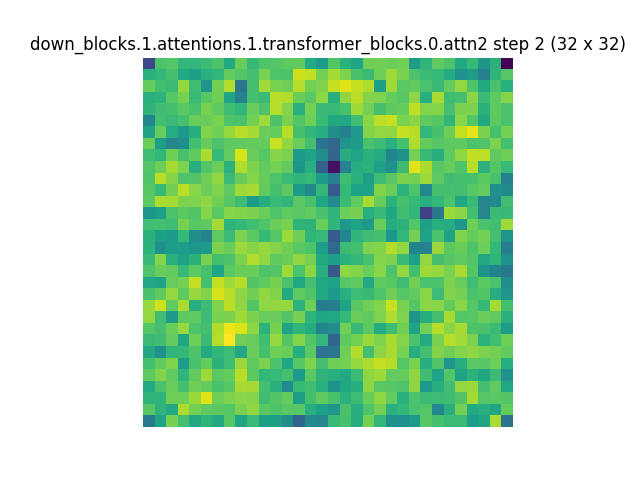 down_blocks.1.attentions.1.transformer_blocks.0.attn2 step 2 (32 x 32)